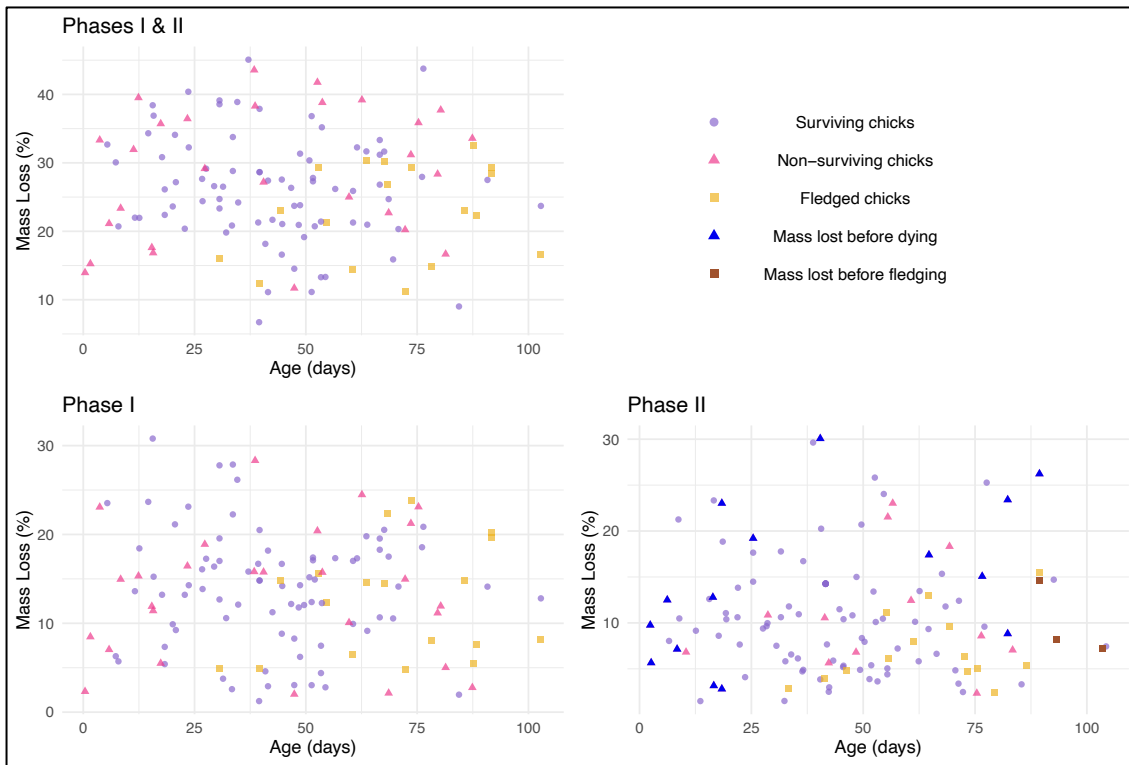 Phases I & II
Mass Loss (%)
40
30
20
10
0
25
50
75
100
Age (days)
Surviving chicks
Non−surviving chicks
Fledged chicks
Mass lost before dying
Mass lost before fledging
Phase I
Mass Loss (%)
30
20
10
0
0
25
50
75
100
Age (days)
Phase II
Mass Loss (%)
30
20
10
0
25
50
75
100
Age (days)